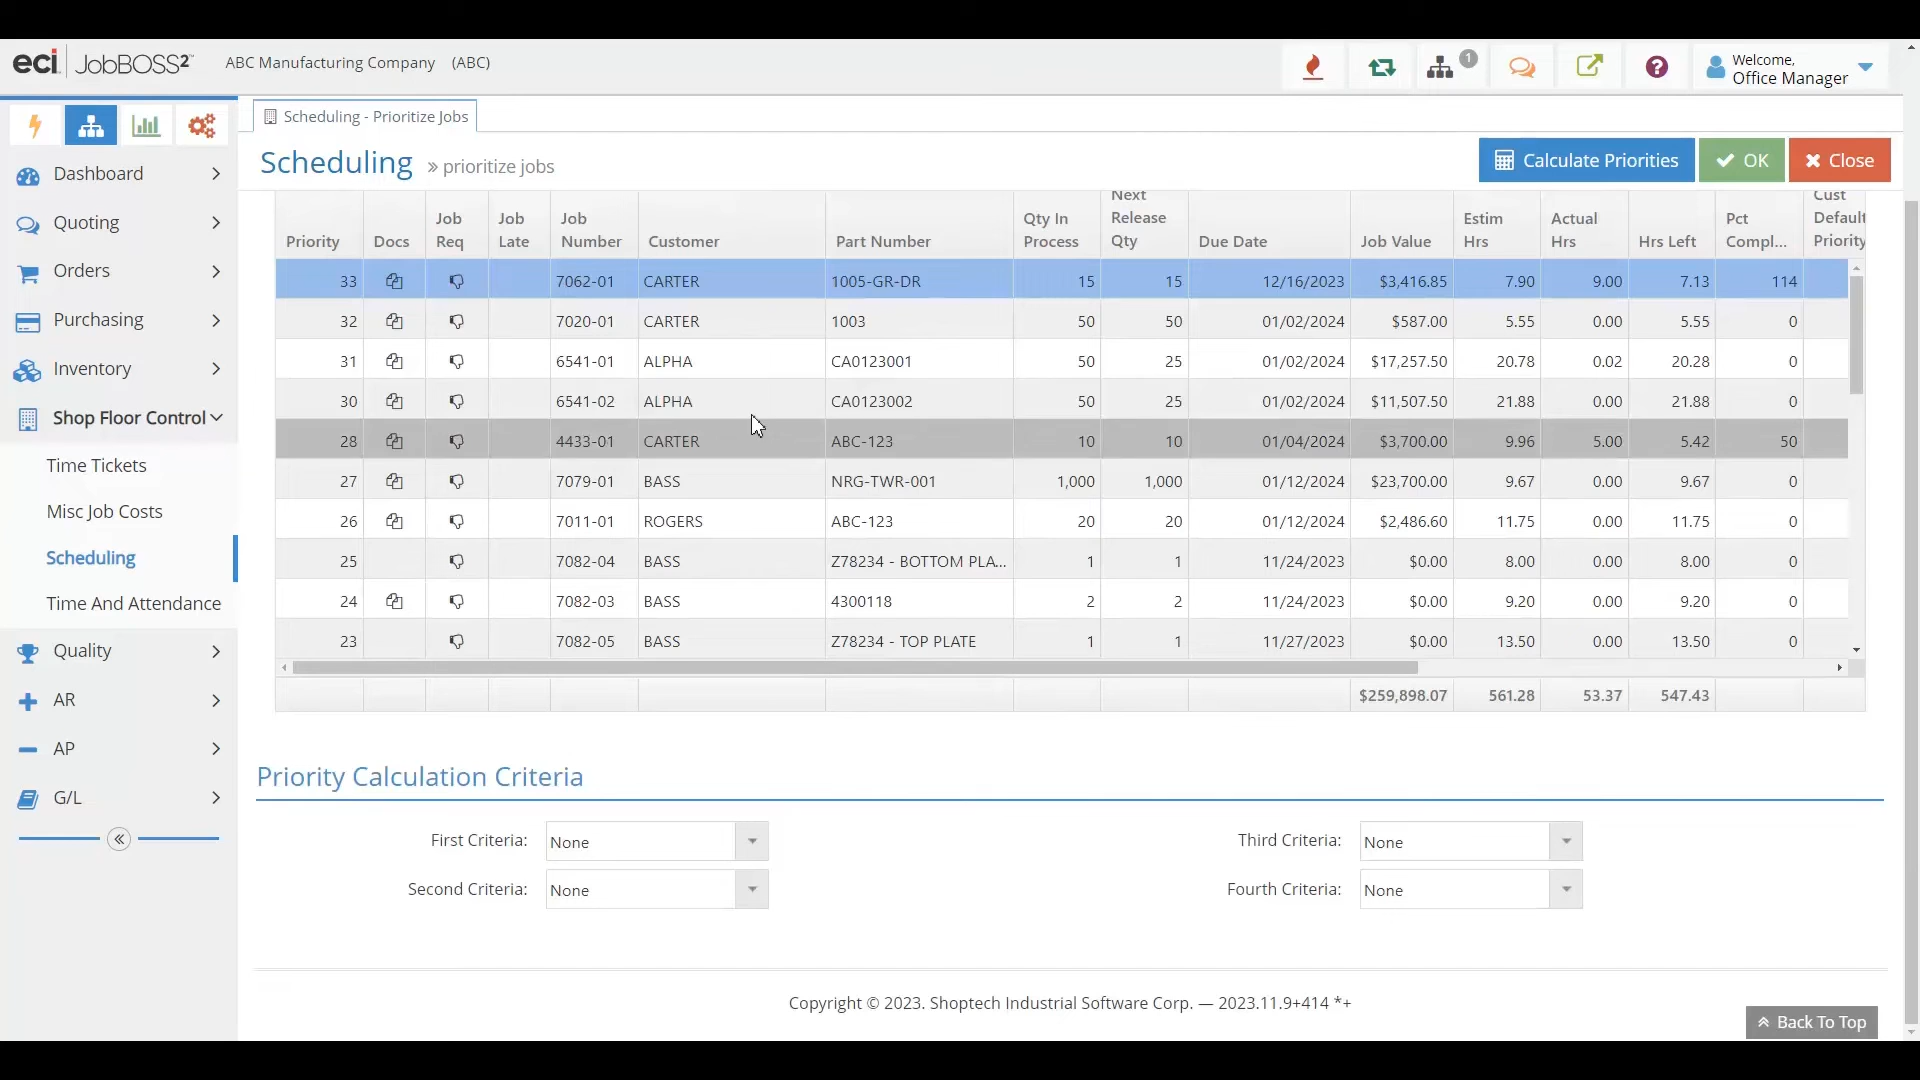 eci JobBOSS²™ ABC Manufacturing Company (ABC) 1 Welcome, Office Manager
Scheduling - Prioritize Jobs
Scheduling » prioritize jobs Calculate Priorities OK Close
Dashboard
Quoting
Orders
Purchasing
Inventory
Shop Floor Control
Time Tickets
Misc Job Costs
Scheduling
Time And Attendance
Quality
AR
AP
G/L
Priority Docs Job Req Job Late Job Number Customer Part Number Qty In Process Next Release Qty Due Date Job Value Estim Hrs Actual Hrs Hrs Left Pct Compl... Cust Default Priority
33 7062-01 CARTER 1005-GR-DR 15 15 12/16/2023 $3,416.85 7.90 9.00 7.13 114
32 7020-01 CARTER 1003 50 50 01/02/2024 $587.00 5.55 0.00 5.55 0
31 6541-01 ALPHA CA0123001 50 25 01/02/2024 $17,257.50 20.78 0.02 20.28 0
30 6541-02 ALPHA CA0123002 50 25 01/02/2024 $11,507.50 21.88 0.00 21.88 0
28 4433-01 CARTER ABC-123 10 10 01/04/2024 $3,700.00 9.96 5.00 5.42 50
27 7079-01 BASS NRG-TWR-001 1,000 1,000 01/12/2024 $23,700.00 9.67 0.00 9.67 0
26 7011-01 ROGERS ABC-123 20 20 01/12/2024 $2,486.60 11.75 0.00 11.75 0
25 7082-04 BASS Z78234 - BOTTOM PLA... 1 1 11/24/2023 $0.00 8.00 0.00 8.00 0
24 7082-03 BASS 4300118 2 2 11/24/2023 $0.00 9.20 0.00 9.20 0
23 7082-05 BASS Z78234 - TOP PLATE 1 1 11/27/2023 $0.00 13.50 0.00 13.50 0
$259,898.07 561.28 53.37 547.43
Priority Calculation Criteria
First Criteria: None Third Criteria: None
Second Criteria: None Fourth Criteria: None
Copyright © 2023. Shoptech Industrial Software Corp. — 2023.11.9+414 *+
Back To Top